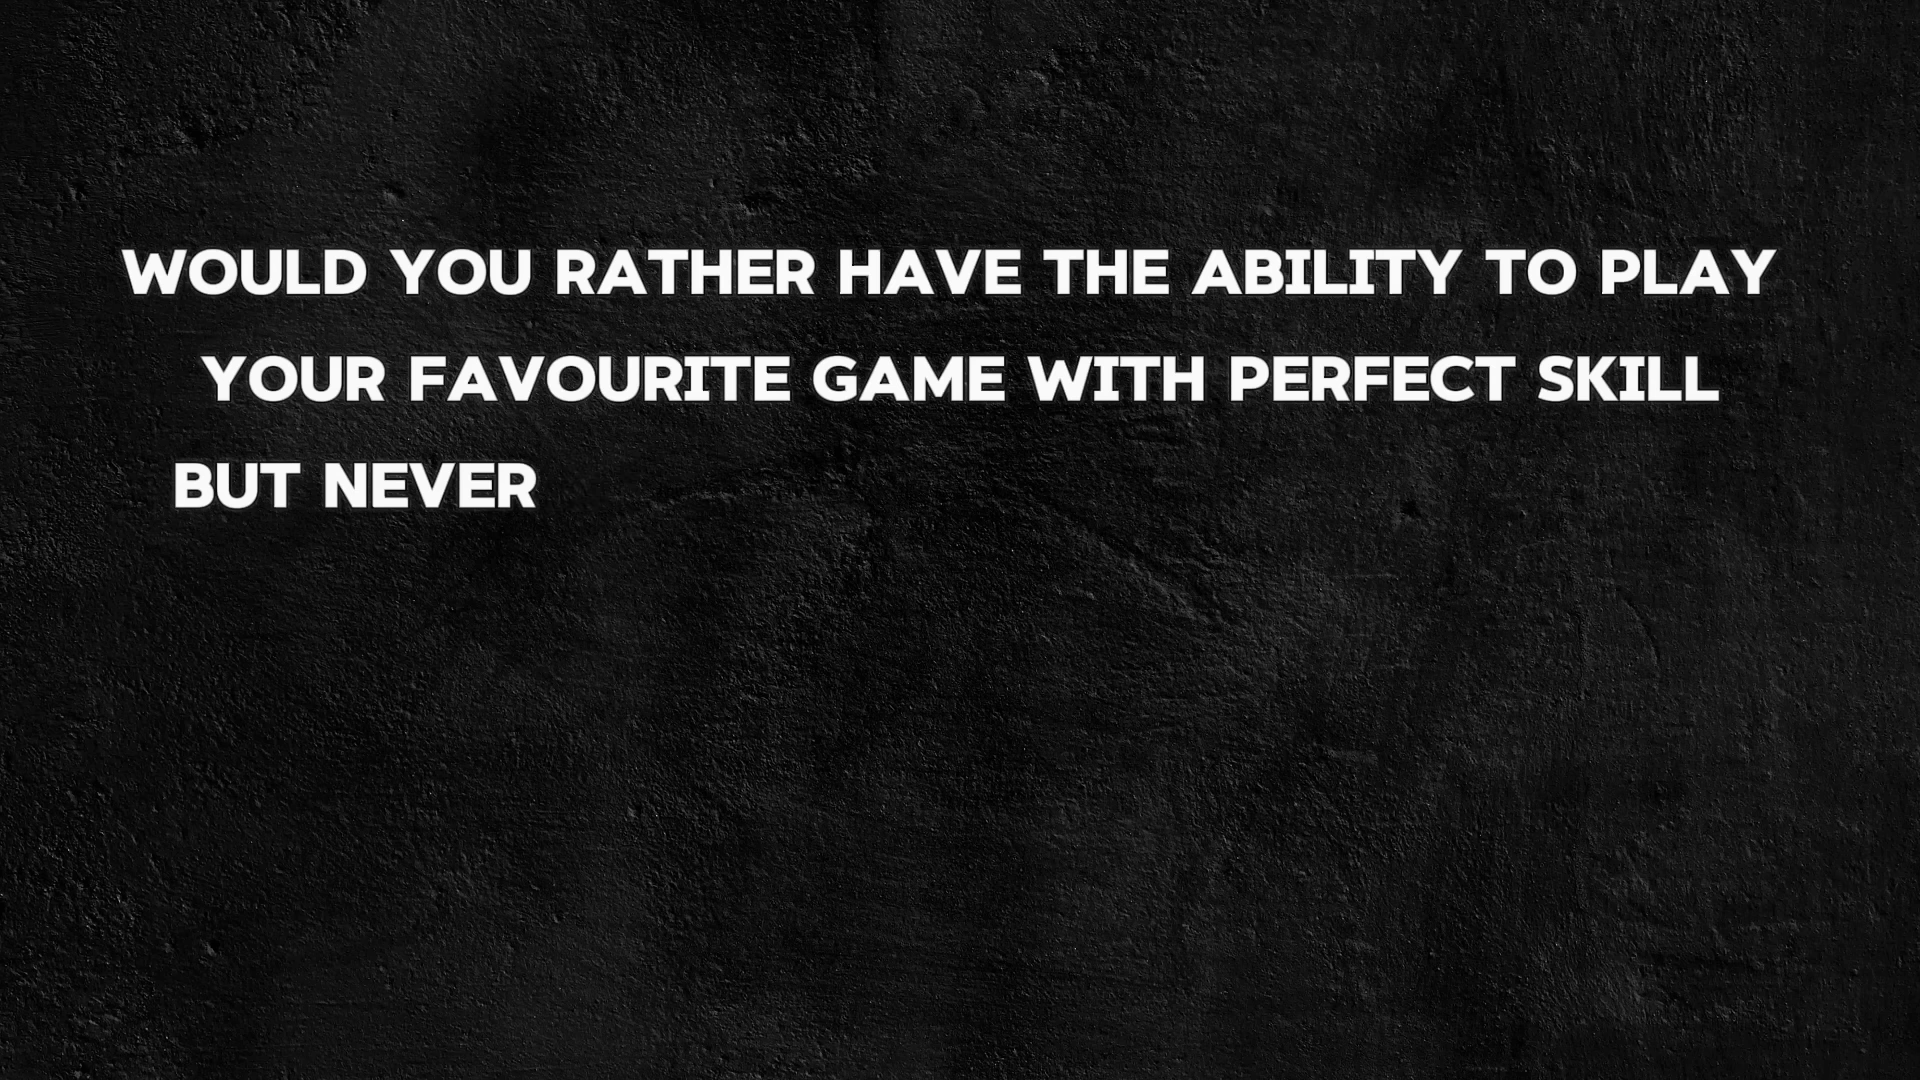 WOULD YOU RATHER HAVE THE ABILITY TO PLAY
YOUR FAVOURITE GAME WITH PERFECT SKILL
BUT NEVER